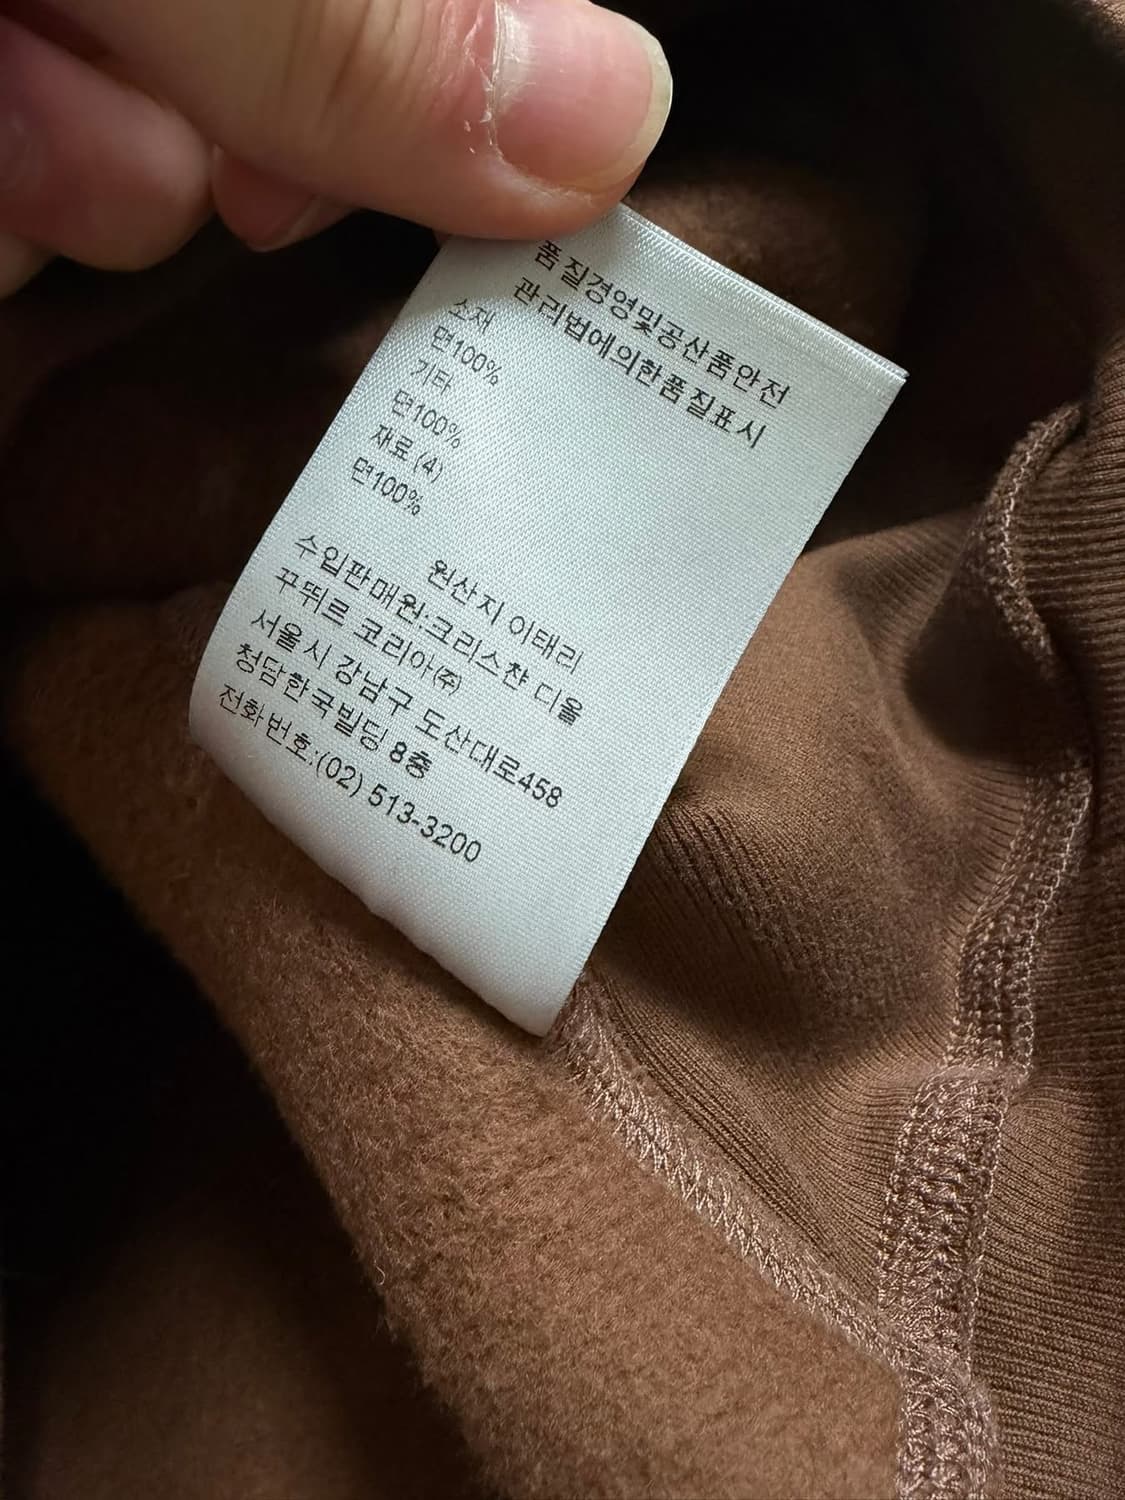 품질경영및공산품안전
관리법에의한품질표시
소재
면100%
기타
면100%
재료 (4)
면100%
원산지 이태리
수입판매원:크리스챤 디올
꾸뛰르 코리아(주)
서울시 강남구 도산대로458
청담한국빌딩 8층
전화번호:(02) 513-3200